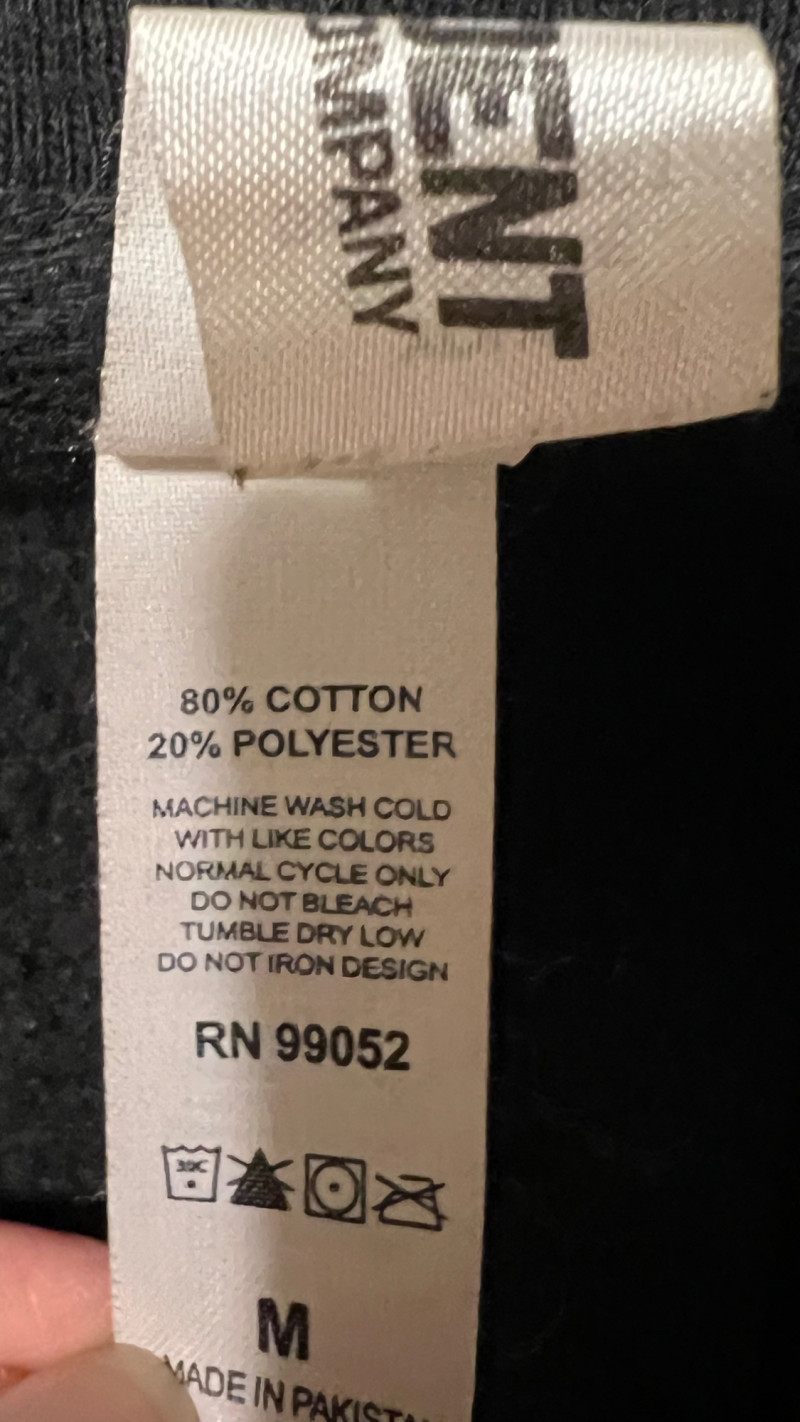 ENT
MPANY
80% COTTON
20% POLYESTER
MACHINE WASH COLD
WITH LIKE COLORS
NORMAL CYCLE ONLY
DO NOT BLEACH
TUMBLE DRY LOW
DO NOT IRON DESIGN
RN 99052
30C
M
MADE IN PAKISTAN